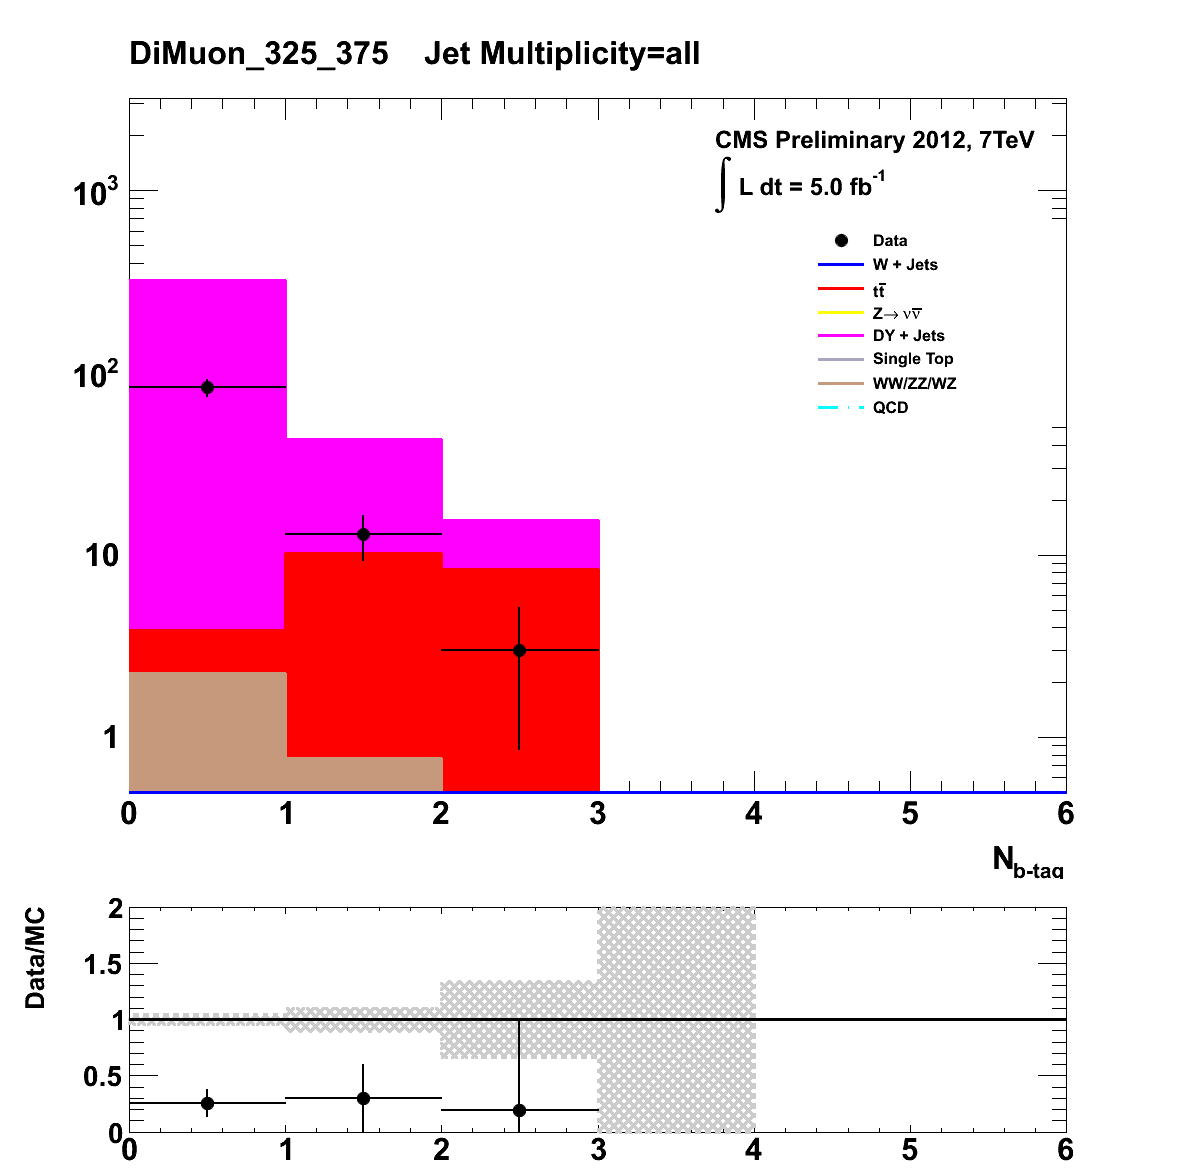 DiMuon_325_375 Jet Multiplicity=all
CMS Preliminary 2012, 7TeV
∫ L dt = 5.0 fb⁻¹
Data
W + Jets
tt̅
Z→ νν̅
DY + Jets
Single Top
WW/ZZ/WZ
QCD
10³
10²
10
1
0 1 2 3 4 5 6
N b-tag
Data/MC
2
1.5
1
0.5
0
0 1 2 3 4 5 6